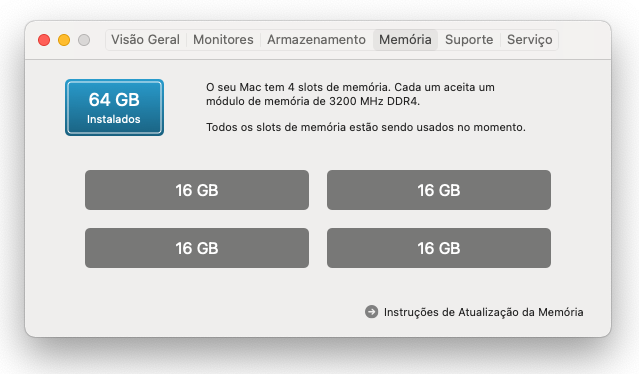 Visão Geral Monitores Armazenamento Memória Suporte Serviço
64 GB
Instalados
O seu Mac tem 4 slots de memória. Cada um aceita um
módulo de memória de 3200 MHz DDR4.
Todos os slots de memória estão sendo usados no momento.
16 GB 16 GB
16 GB 16 GB
Instruções de Atualização da Memória